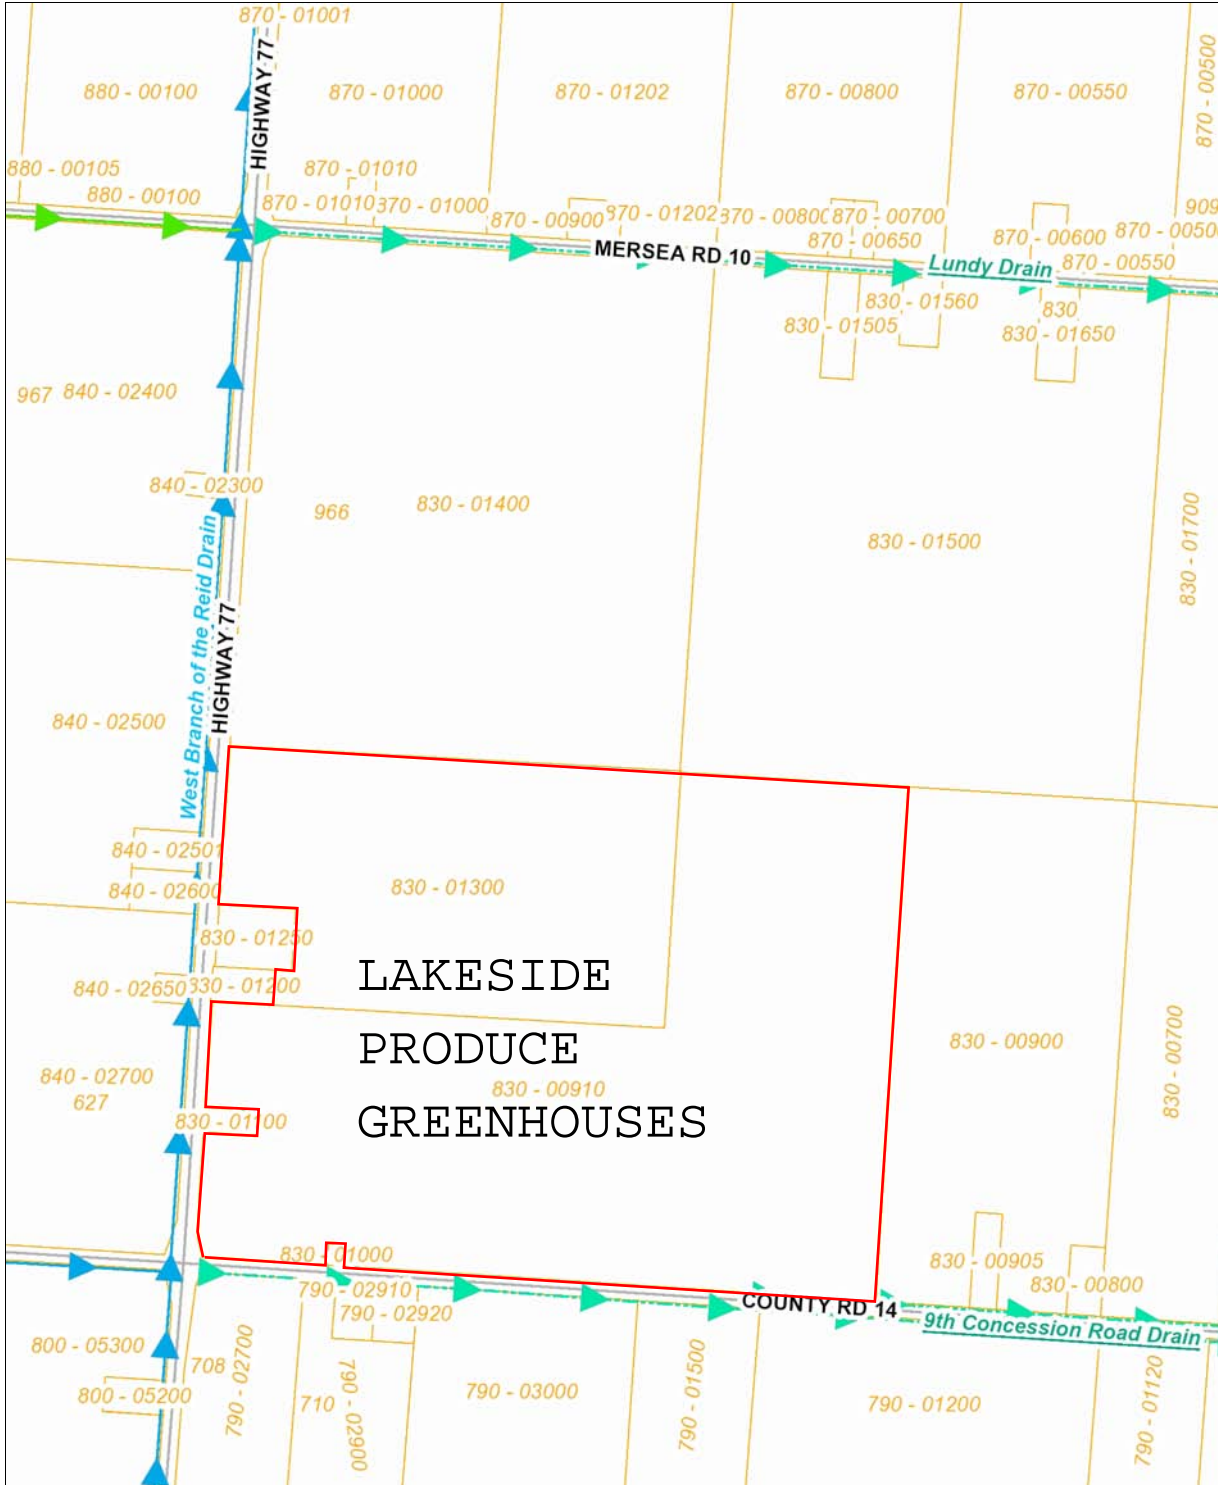 870 - 01001
HIGHWAY 77
880 - 00100
870 - 01000
870 - 01202
870 - 00800
870 - 00550
870 - 00500
880 - 00105
870 - 01010
880 - 00100
870 - 01010
870 - 01000
870 - 00900
870 - 01202
870 - 00800
870 - 00700
870 - 00650
870 - 00600
870 - 00500
909
870 - 00550
MERSEA RD 10
Lundy Drain
830 - 01505
830 - 01560
830
830 - 01650
967
840 - 02400
840 - 02300
966
830 - 01400
830 - 01500
830 - 01700
West Branch of the Reid Drain
HIGHWAY 77
840 - 02500
840 - 02501
840 - 02600
830 - 01300
830 - 01250
840 - 02650
830 - 01200
LAKESIDE
PRODUCE
GREENHOUSES
830 - 00910
830 - 00900
830 - 00700
840 - 02700
627
830 - 01100
830 - 01000
830 - 00905
830 - 00800
790 - 02910
790 - 02920
COUNTY RD 14
9th Concession Road Drain
800 - 05300
708
790 - 02700
800 - 05200
710
790 - 02900
790 - 03000
790 - 01500
790 - 01200
790 - 01120